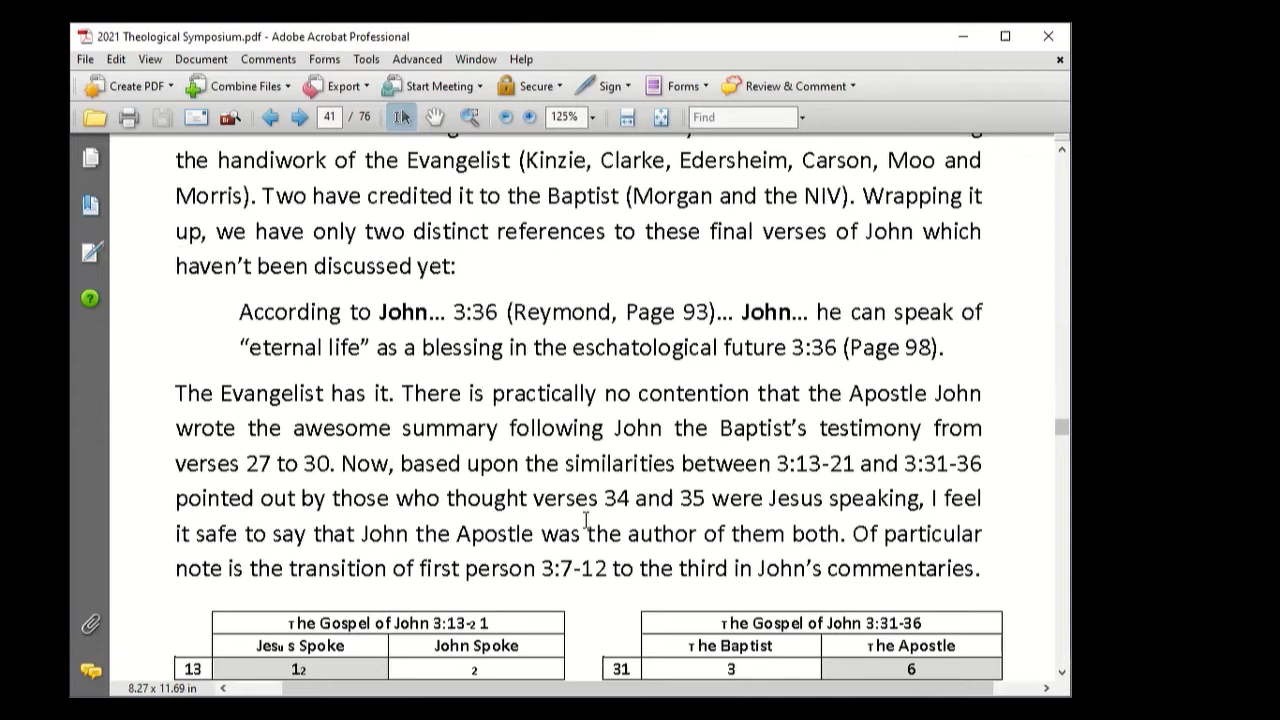 2021 Theological Symposium.pdf - Adobe Acrobat Professional
File Edit View Document Comments Forms Tools Advanced Window Help
Create PDF Combine Files Export Start Meeting Secure Sign Forms Review & Comment
41 / 76 125% Find
the handiwork of the Evangelist (Kinzie, Clarke, Edersheim, Carson, Moo and
Morris). Two have credited it to the Baptist (Morgan and the NIV). Wrapping it
up, we have only two distinct references to these final verses of John which
haven't been discussed yet:
According to John... 3:36 (Reymond, Page 93)... John... he can speak of
"eternal life" as a blessing in the eschatological future 3:36 (Page 98).
The Evangelist has it. There is practically no contention that the Apostle John
wrote the awesome summary following John the Baptist's testimony from
verses 27 to 30. Now, based upon the similarities between 3:13-21 and 3:31-36
pointed out by those who thought verses 34 and 35 were Jesus speaking, I feel
it safe to say that John the Apostle was the author of them both. Of particular
note is the transition of first person 3:7-12 to the third in John's commentaries.
The Gospel of John 3:13-21 The Gospel of John 3:31-36
Jesus Spoke John Spoke The Baptist The Apostle
13 12 2 31 3 6
8.27 x 11.69 in